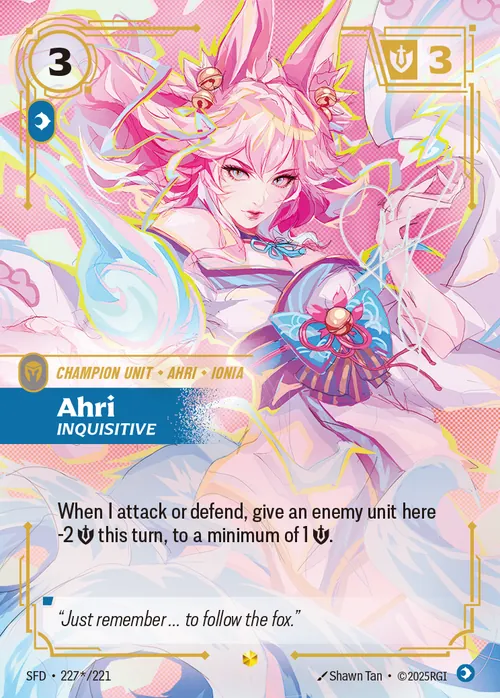 3
3
CHAMPION UNIT • AHRI • IONIA
Ahri
INQUISITIVE
When I attack or defend, give an enemy unit here
-2 this turn, to a minimum of 1 .
“Just remember... to follow the fox.”
SFD • 227*/221
Shawn Tan • ©2025RGI